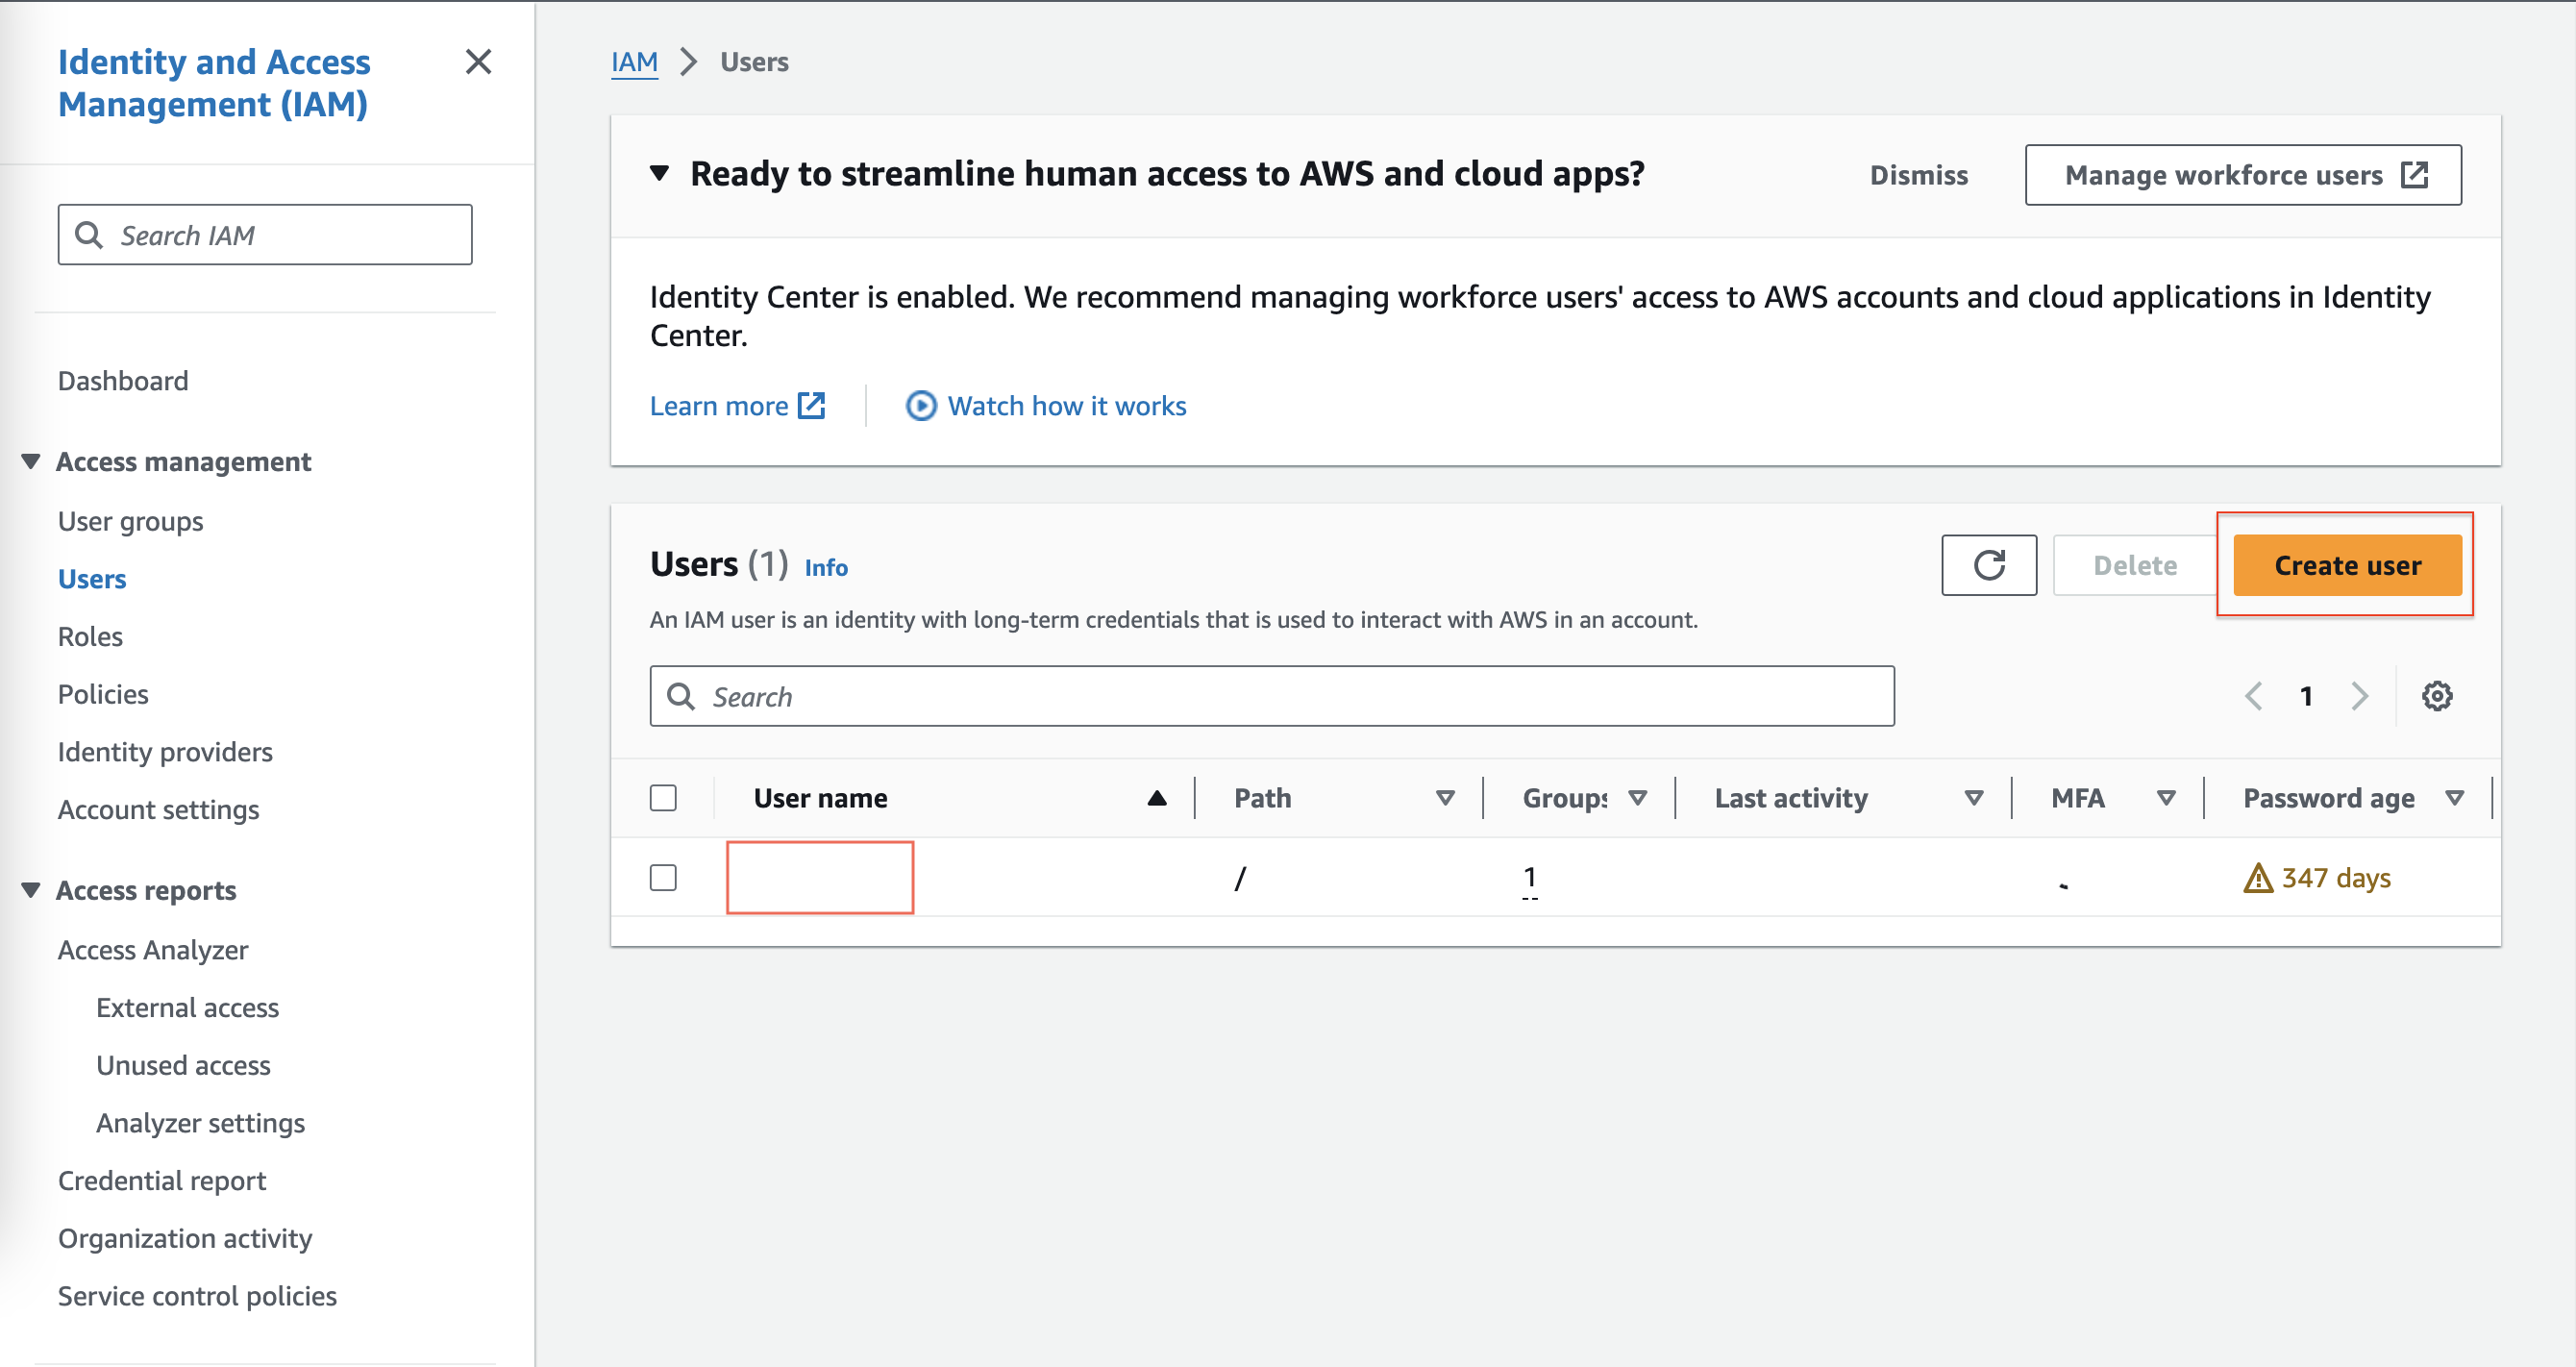 Identity and Access
Management (IAM)
Search IAM
Dashboard
Access management
User groups
Users
Roles
Policies
Identity providers
Account settings
Access reports
Access Analyzer
External access
Unused access
Analyzer settings
Credential report
Organization activity
Service control policies
IAM > Users
Ready to streamline human access to AWS and cloud apps? Dismiss Manage workforce users
Identity Center is enabled. We recommend managing workforce users' access to AWS accounts and cloud applications in Identity
Center.
Learn more Watch how it works
Users (1) Info Delete Create user
An IAM user is an identity with long-term credentials that is used to interact with AWS in an account.
Search 1
User name Path Groups Last activity MFA Password age
/ 1 - 347 days